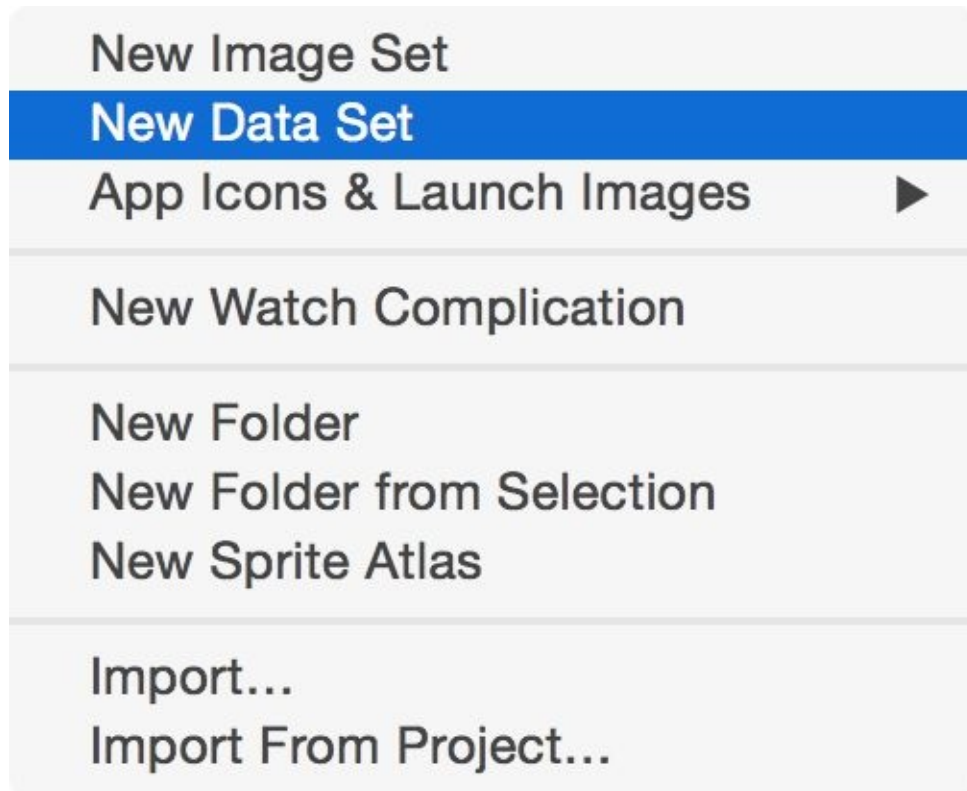 New Image Set
New Data Set
App Icons & Launch Images
New Watch Complication
New Folder
New Folder from Selection
New Sprite Atlas
Import...
Import From Project...